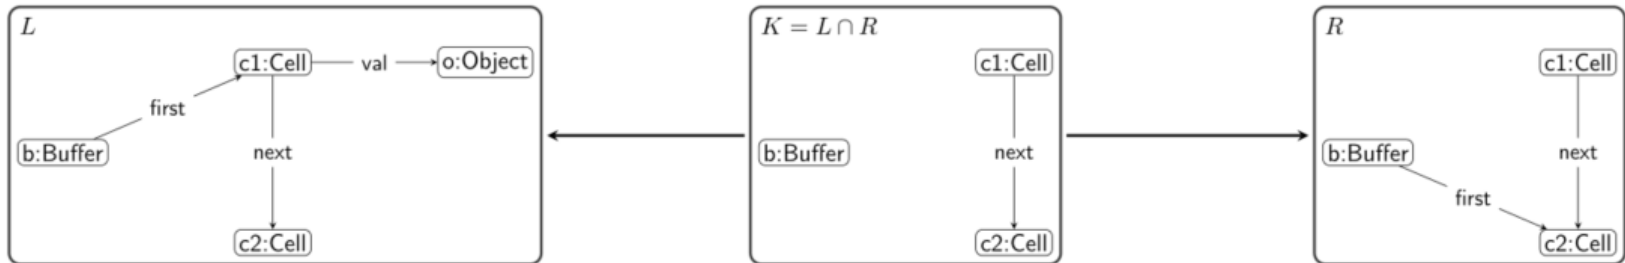 L
c1:Cell
val
o:Object
first
b:Buffer
next
c2:Cell
K = L ∩ R
c1:Cell
b:Buffer
next
c2:Cell
R
c1:Cell
b:Buffer
next
first
c2:Cell